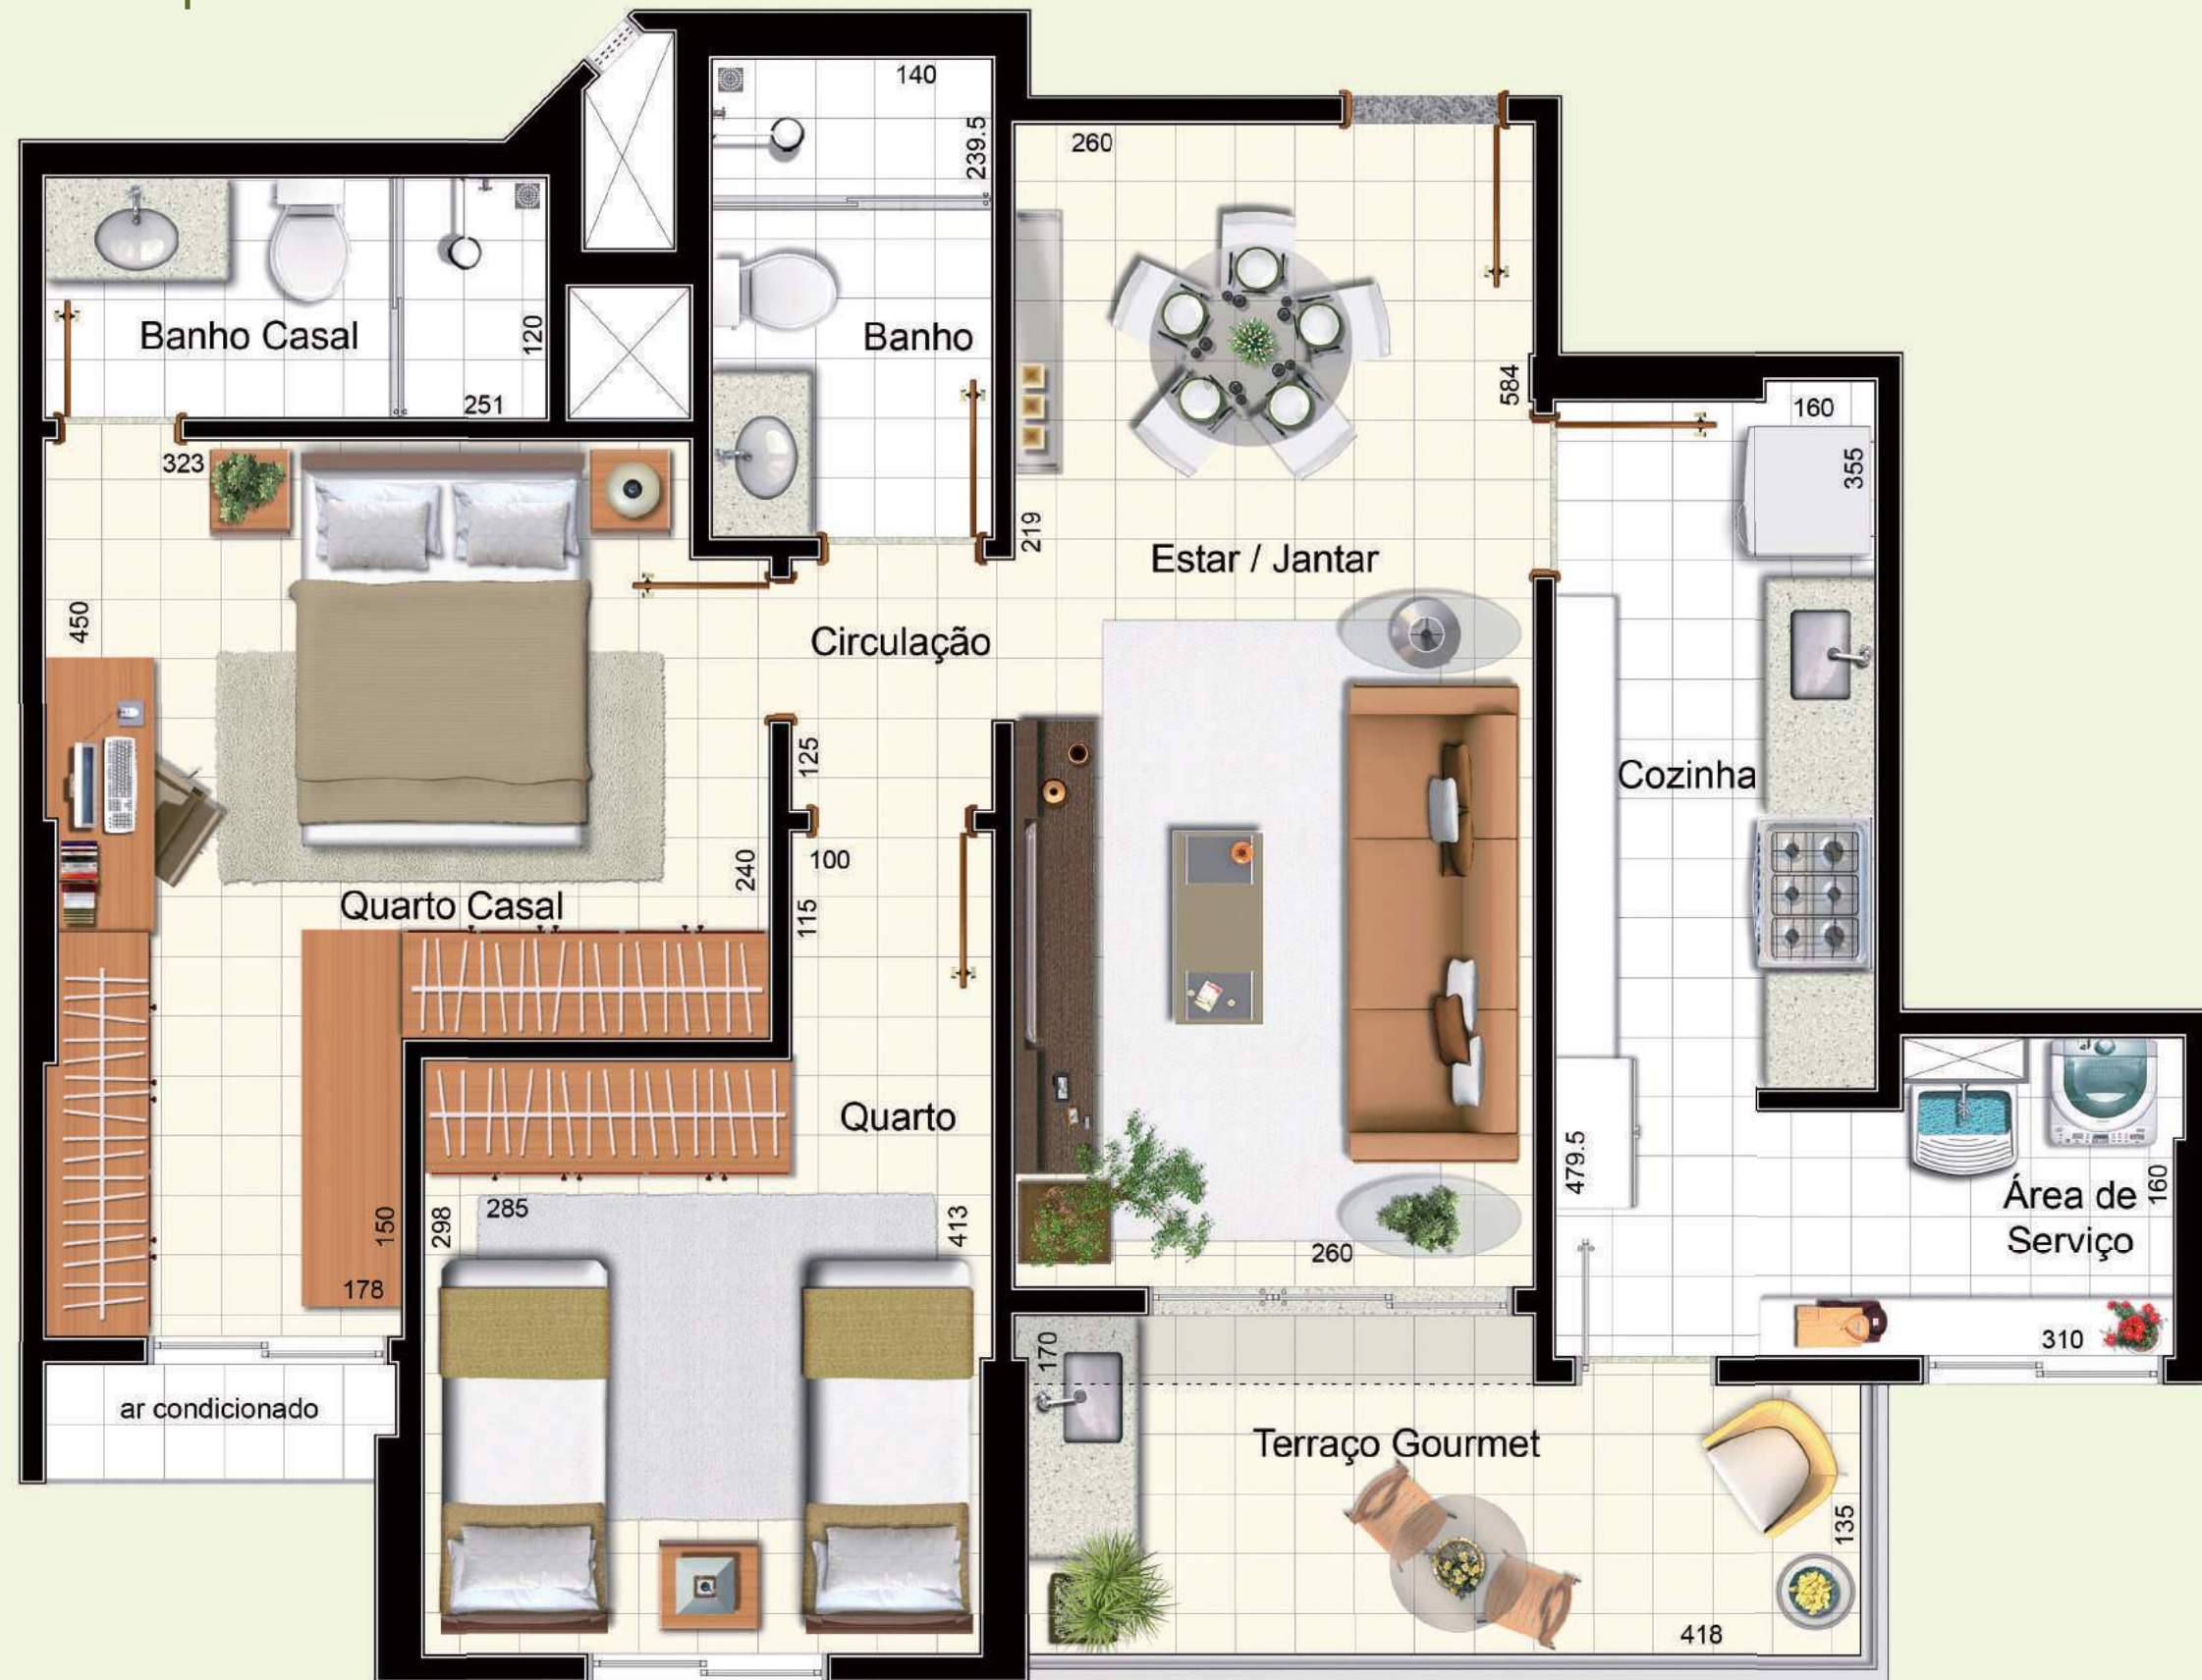 140
239.5
260
Banho Casal
120
251
Banho
584
160
355
323
219
Estar / Jantar
450
Circulação
125
Cozinha
240
100
115
Quarto Casal
Quarto
479.5
160
Área de
Serviço
298
285
150
413
260
178
170
310
ar condicionado
Terraço Gourmet
135
418